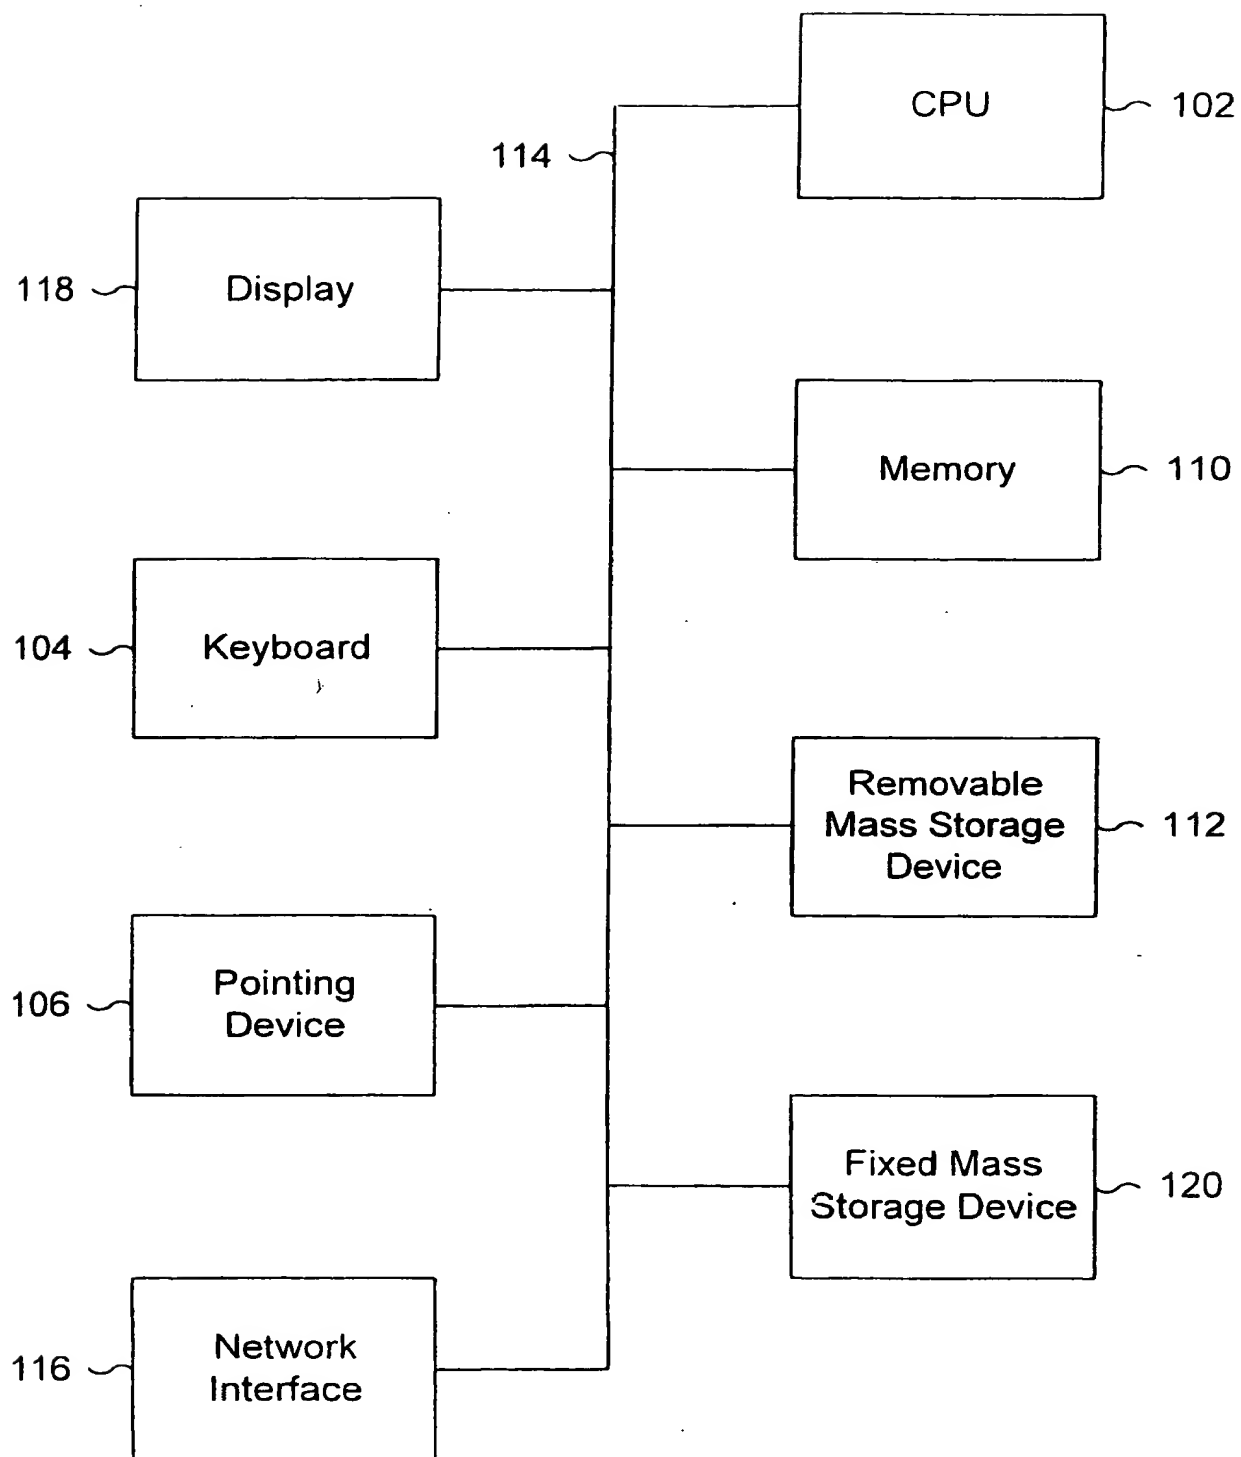 CPU
102
114
118
Display
Memory
110
104
Keyboard
Removable
Mass Storage
Device
112
106
Pointing
Device
Fixed Mass
Storage Device
120
116
Network
Interface